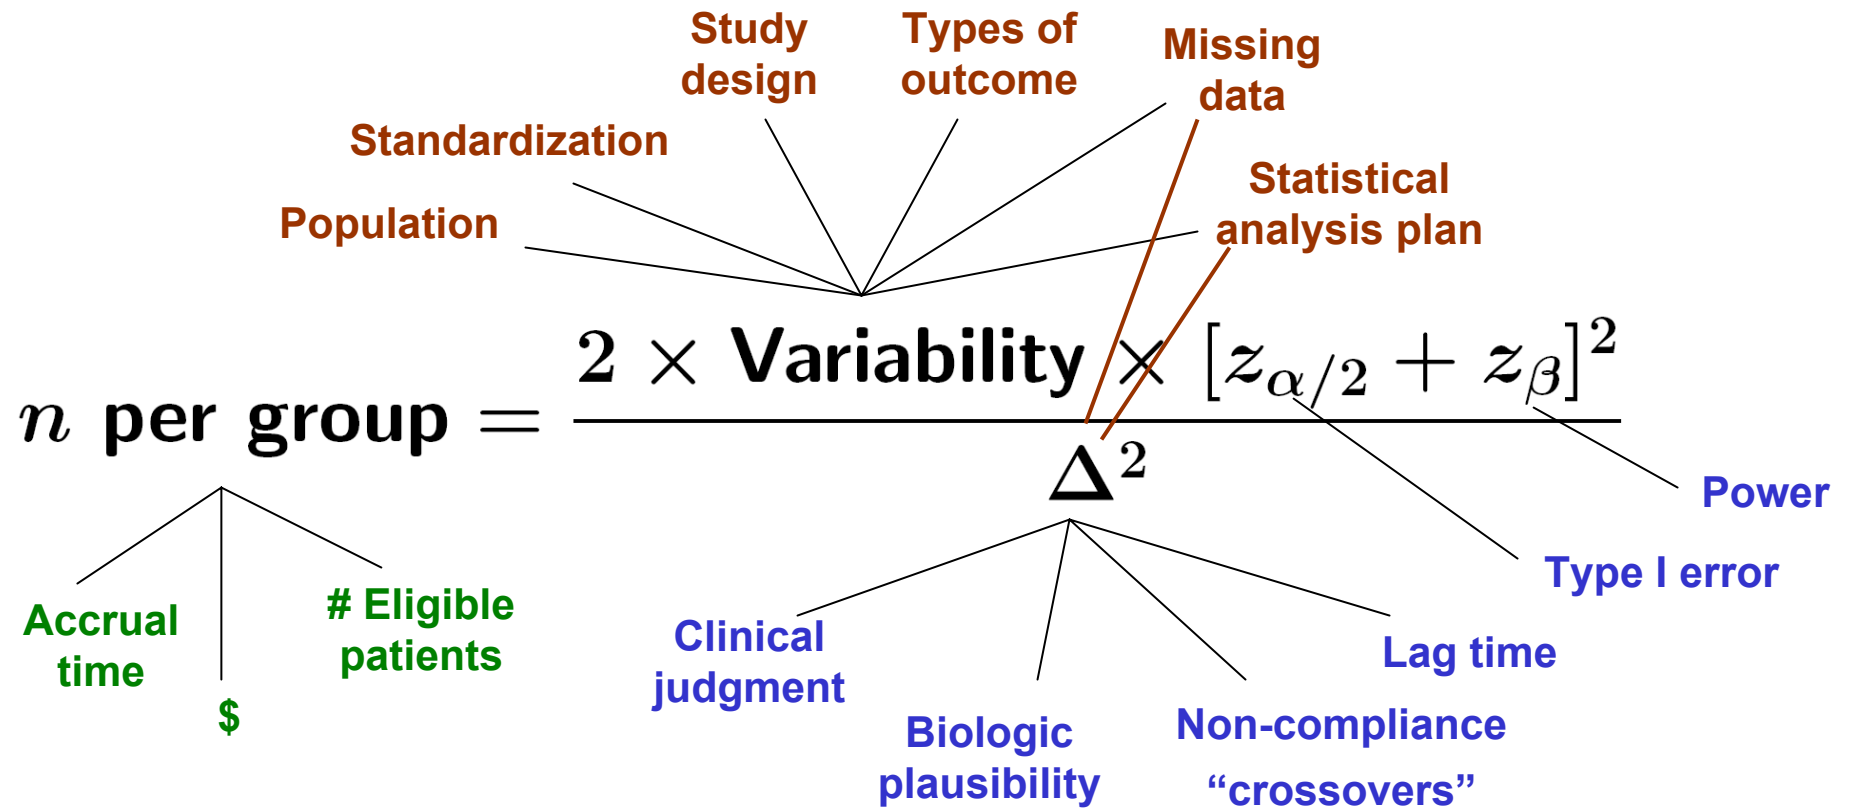 Study
design
Types of
outcome
Missing
data
Standardization
Statistical
analysis plan
Population
n per group = 2 × Variability × [z_{α/2} + z_β]^2
Δ^2
Power
Type I error
Accrual
time
$
# Eligible
patients
Clinical
judgment
Biologic
plausibility
Non-compliance
“crossovers”
Lag time